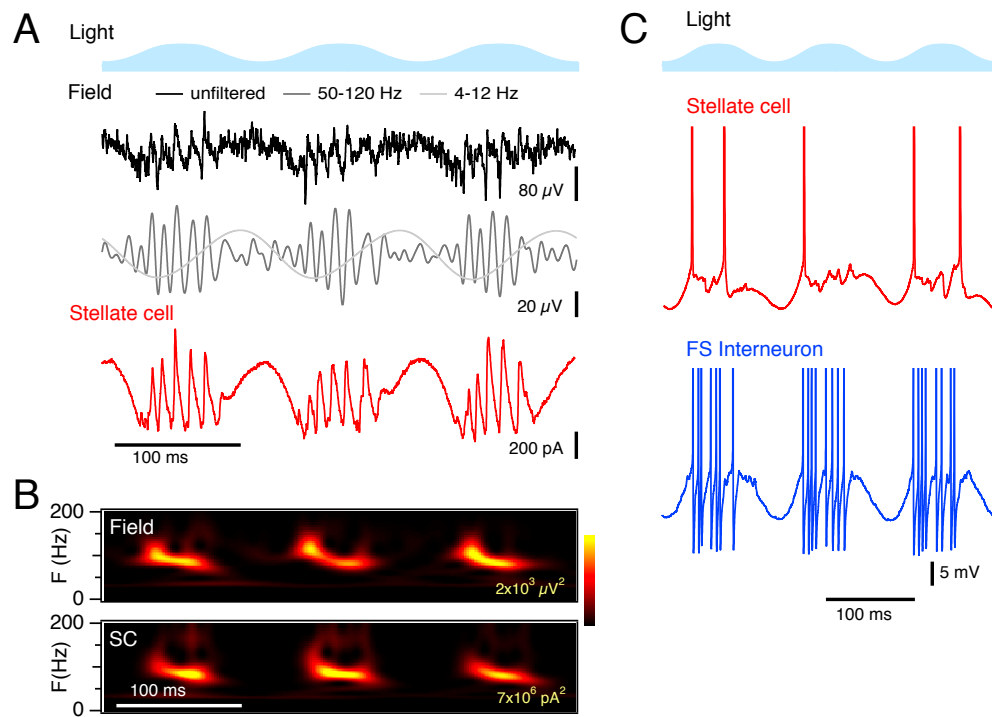 A
Light
Field
unfiltered
50-120 Hz
4-12 Hz
80 µV
20 µV
Stellate cell
200 pA
100 ms
B
200
100
0
F (Hz)
Field
2x10³ µV²
200
100
0
F(Hz)
SC
100 ms
7x10⁶ pA²
C
Light
Stellate cell
FS Interneuron
5 mV
100 ms